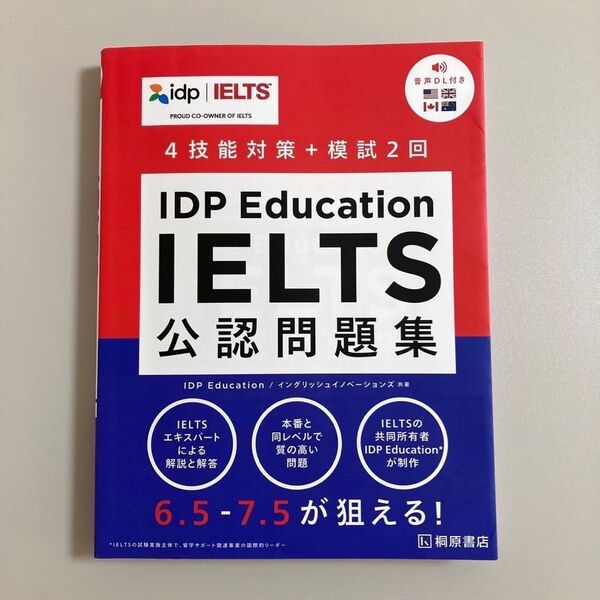 idp | IELTS™
PROUD CO-OWNER OF IELTS
音声DL付き
4技能対策+模試2回
IDP Education
IELTS
公認問題集
IDP Education / イングリッシュイノベーションズ 共著
IELTS
エキスパート
による
解説と解答
本番と
同レベルで
質の高い
問題
IELTSの
共同所有者
IDP Education*
が制作
6.5-7.5が狙える!
*IELTSの試験実施主体で、留学サポート関連事業の国際的リーダー
桐原書店